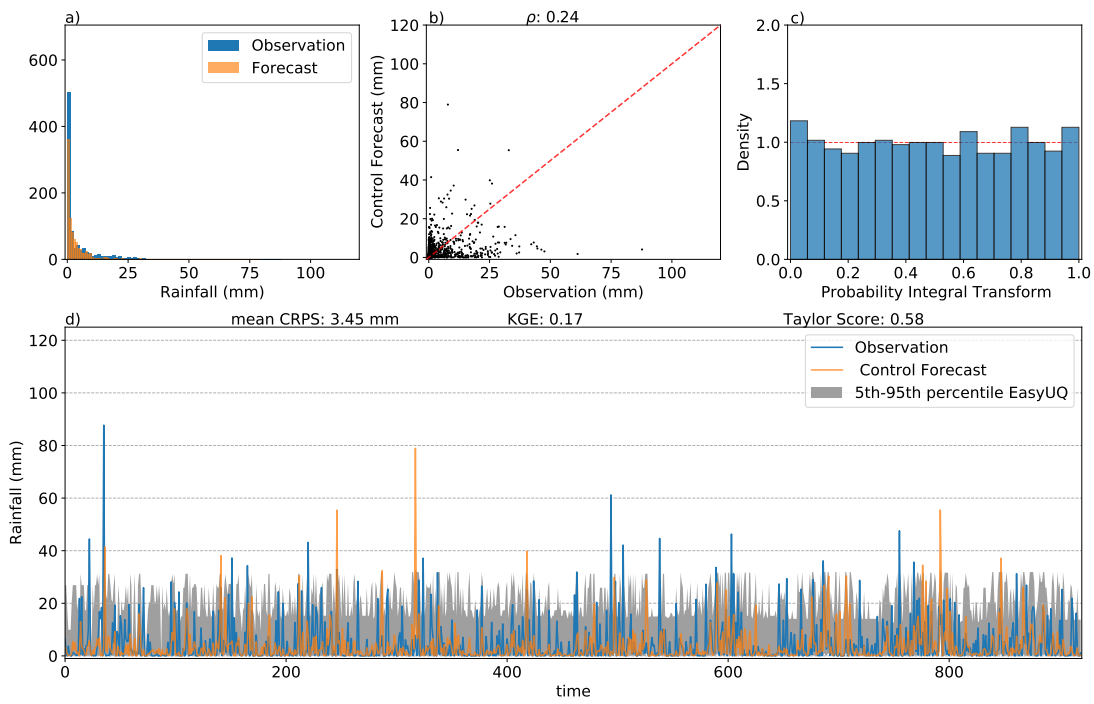 a)
Observation
Forecast
600
400
200
0
0
25
50
75
100
Rainfall (mm)
b)
ρ: 0.24
120
100
80
60
40
20
0
0
25
50
75
100
Control Forecast (mm)
Observation (mm)
c)
2.0
1.5
1.0
0.5
0.0
0.0
0.2
0.4
0.6
0.8
1.0
Density
Probability Integral Transform
d)
mean CRPS: 3.45 mm
KGE: 0.17
Taylor Score: 0.58
Observation
Control Forecast
5th-95th percentile EasyUQ
120
100
80
60
40
20
0
0
200
400
600
800
Rainfall (mm)
time